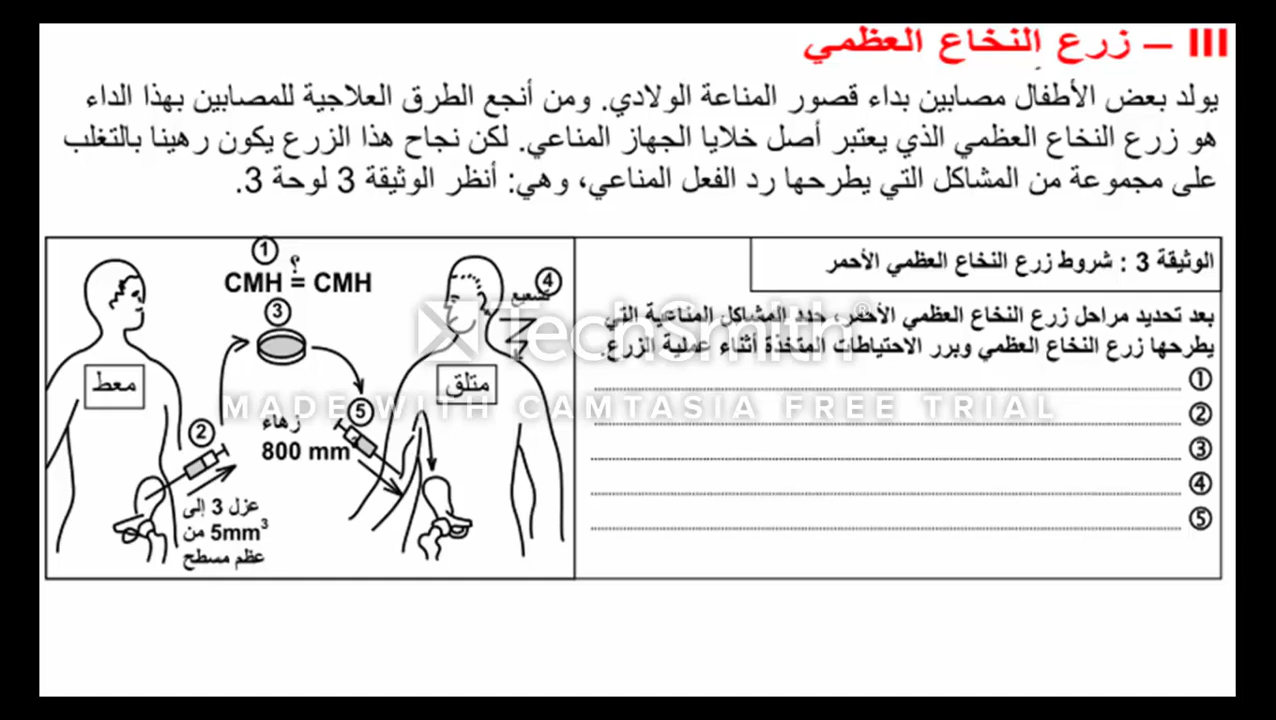 III – زرع النخاع العظمي
يولد بعض الأطفال مصابين بداء قصور المناعة الولادي. ومن أنجع الطرق العلاجية للمصابين بهذا الداء
هو زرع النخاع العظمي الذي يعتبر أصل خلايا الجهاز المناعي. لكن نجاح هذا الزرع يكون رهينا بالتغلب
على مجموعة من المشاكل التي يطرحها رد الفعل المناعي، وهي: أنظر الوثيقة 3 لوحة 3.
الوثيقة 3 : شروط زرع النخاع العظمي الأحمر
بعد تحديد مراحل زرع النخاع العظمي الأحمر، حدد المشاكل المناعية التي
يطرحها زرع النخاع العظمي وبرر الاحتياطات المتخذة أثناء عملية الزرع.
①
②
③
④
⑤
①
؟
CMH = CMH
③
④
تشعيع
معط
متلق
②
⑤
زهاء
800 mm
عزل 3 إلى
5mm³ من
عظم مسطح
TechSmith®
MADE WITH CAMTASIA FREE TRIAL